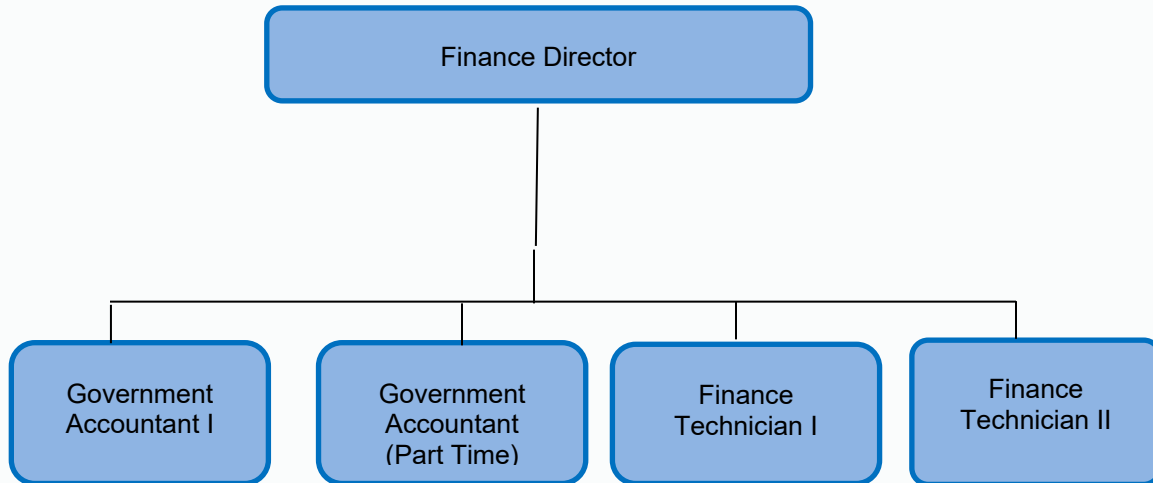 Finance Director
Government
Accountant I
Government
Accountant
(Part Time)
Finance
Technician I
Finance
Technician II